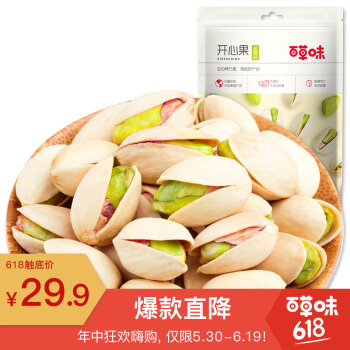 开心果
PISTACHIOS
百草味
618触底价
¥29.9
爆款直降
年中狂欢嗨购，仅限5.30-6.19!
百草味
618